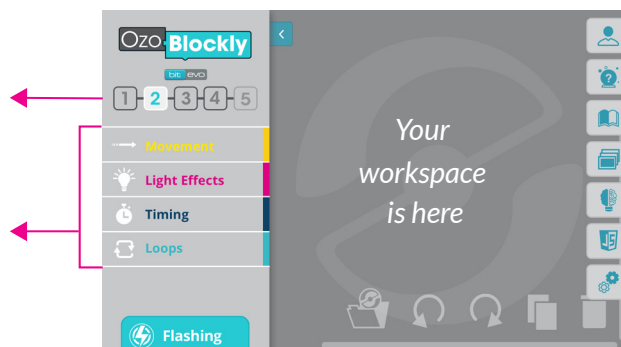 Ozo Blockly
bit evo
1 2 3 4 5
Movement
Light Effects
Timing
Loops
Flashing
Your
workspace
is here
JS